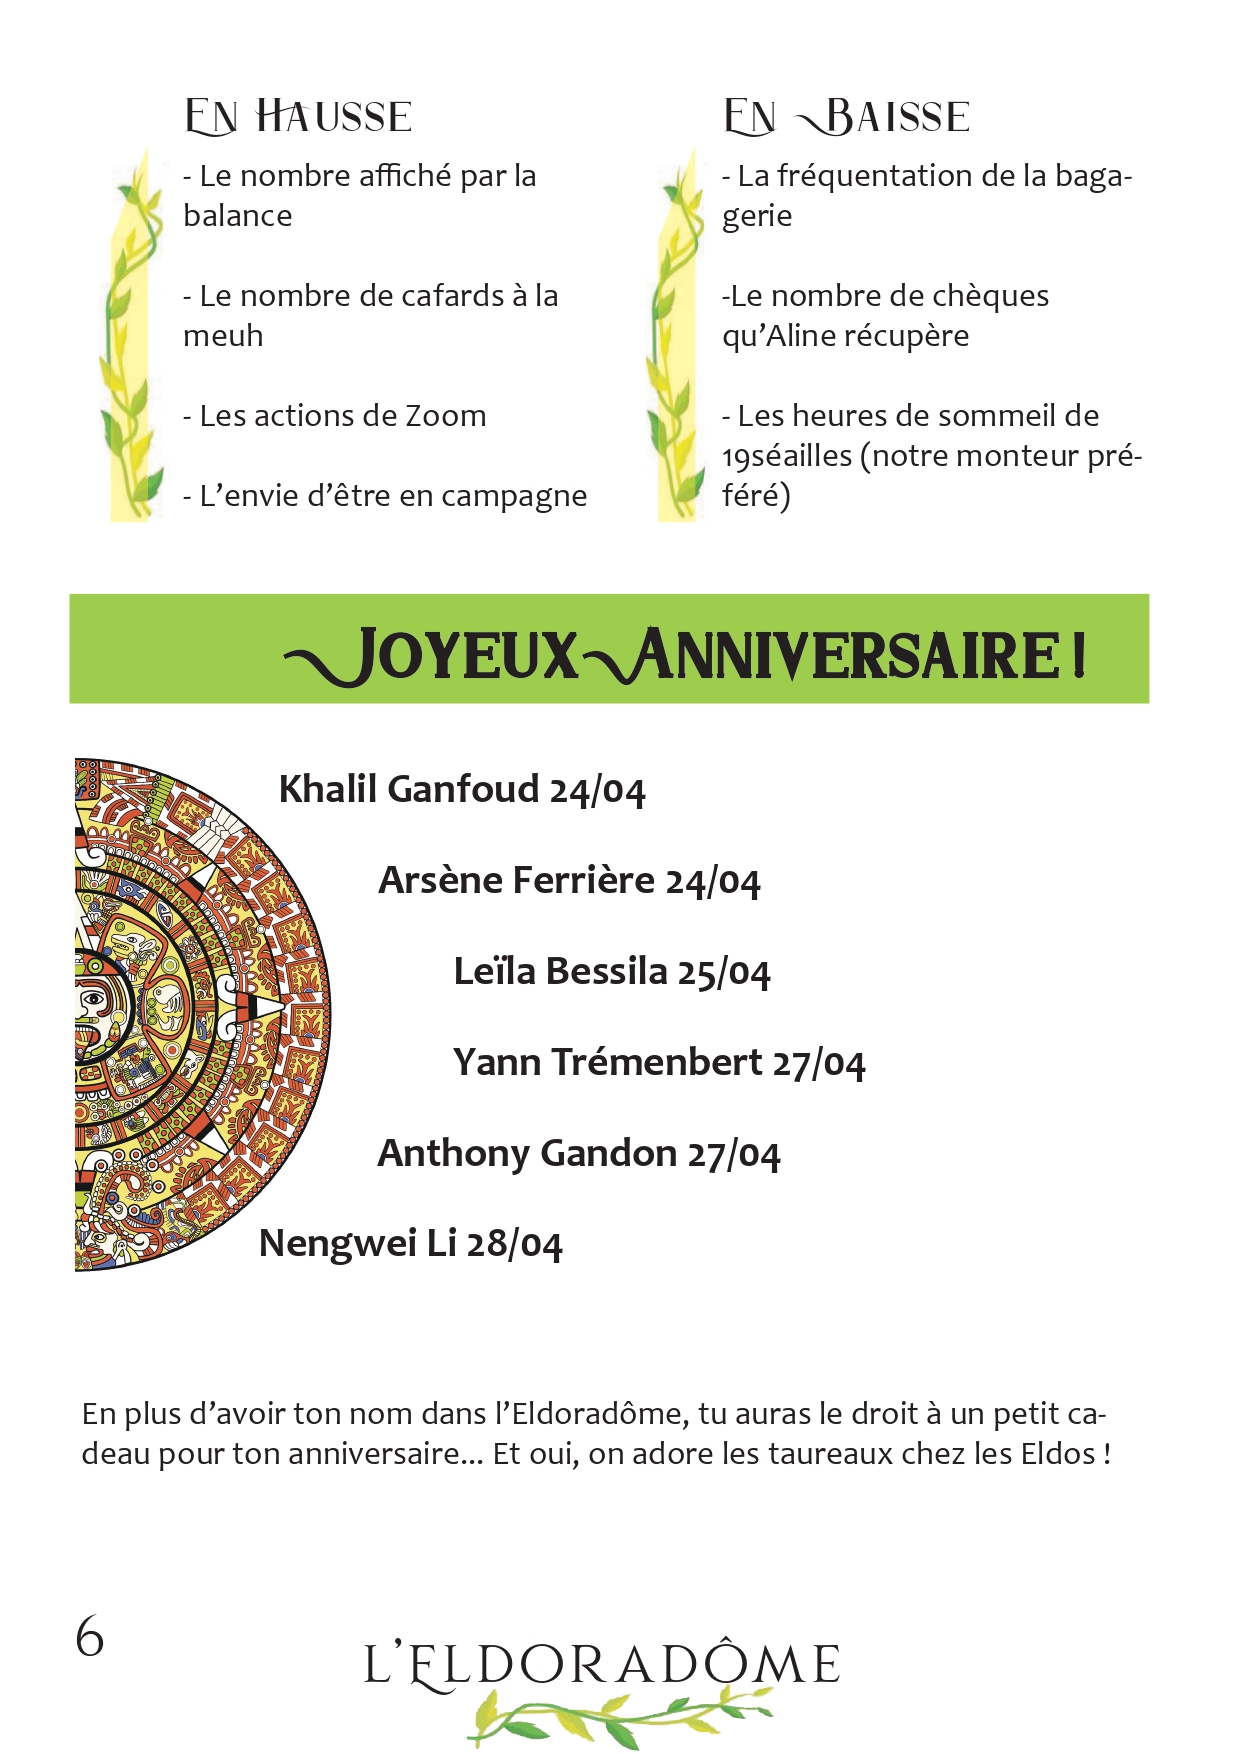 En Hausse
- Le nombre affiché par la
balance
- Le nombre de cafards à la
meuh
- Les actions de Zoom
- L’envie d’être en campagne
En Baisse
- La fréquentation de la baga-
gerie
-Le nombre de chèques
qu’Aline récupère
- Les heures de sommeil de
19séailles (notre monteur pré-
féré)
Joyeux Anniversaire !
Khalil Ganfoud 24/04
Arsène Ferrière 24/04
Leïla Bessila 25/04
Yann Trémenbert 27/04
Anthony Gandon 27/04
Nengwei Li 28/04
En plus d’avoir ton nom dans l’Eldoradôme, tu auras le droit à un petit ca-
deau pour ton anniversaire... Et oui, on adore les taureaux chez les Eldos !
6
L’Eldoradôme